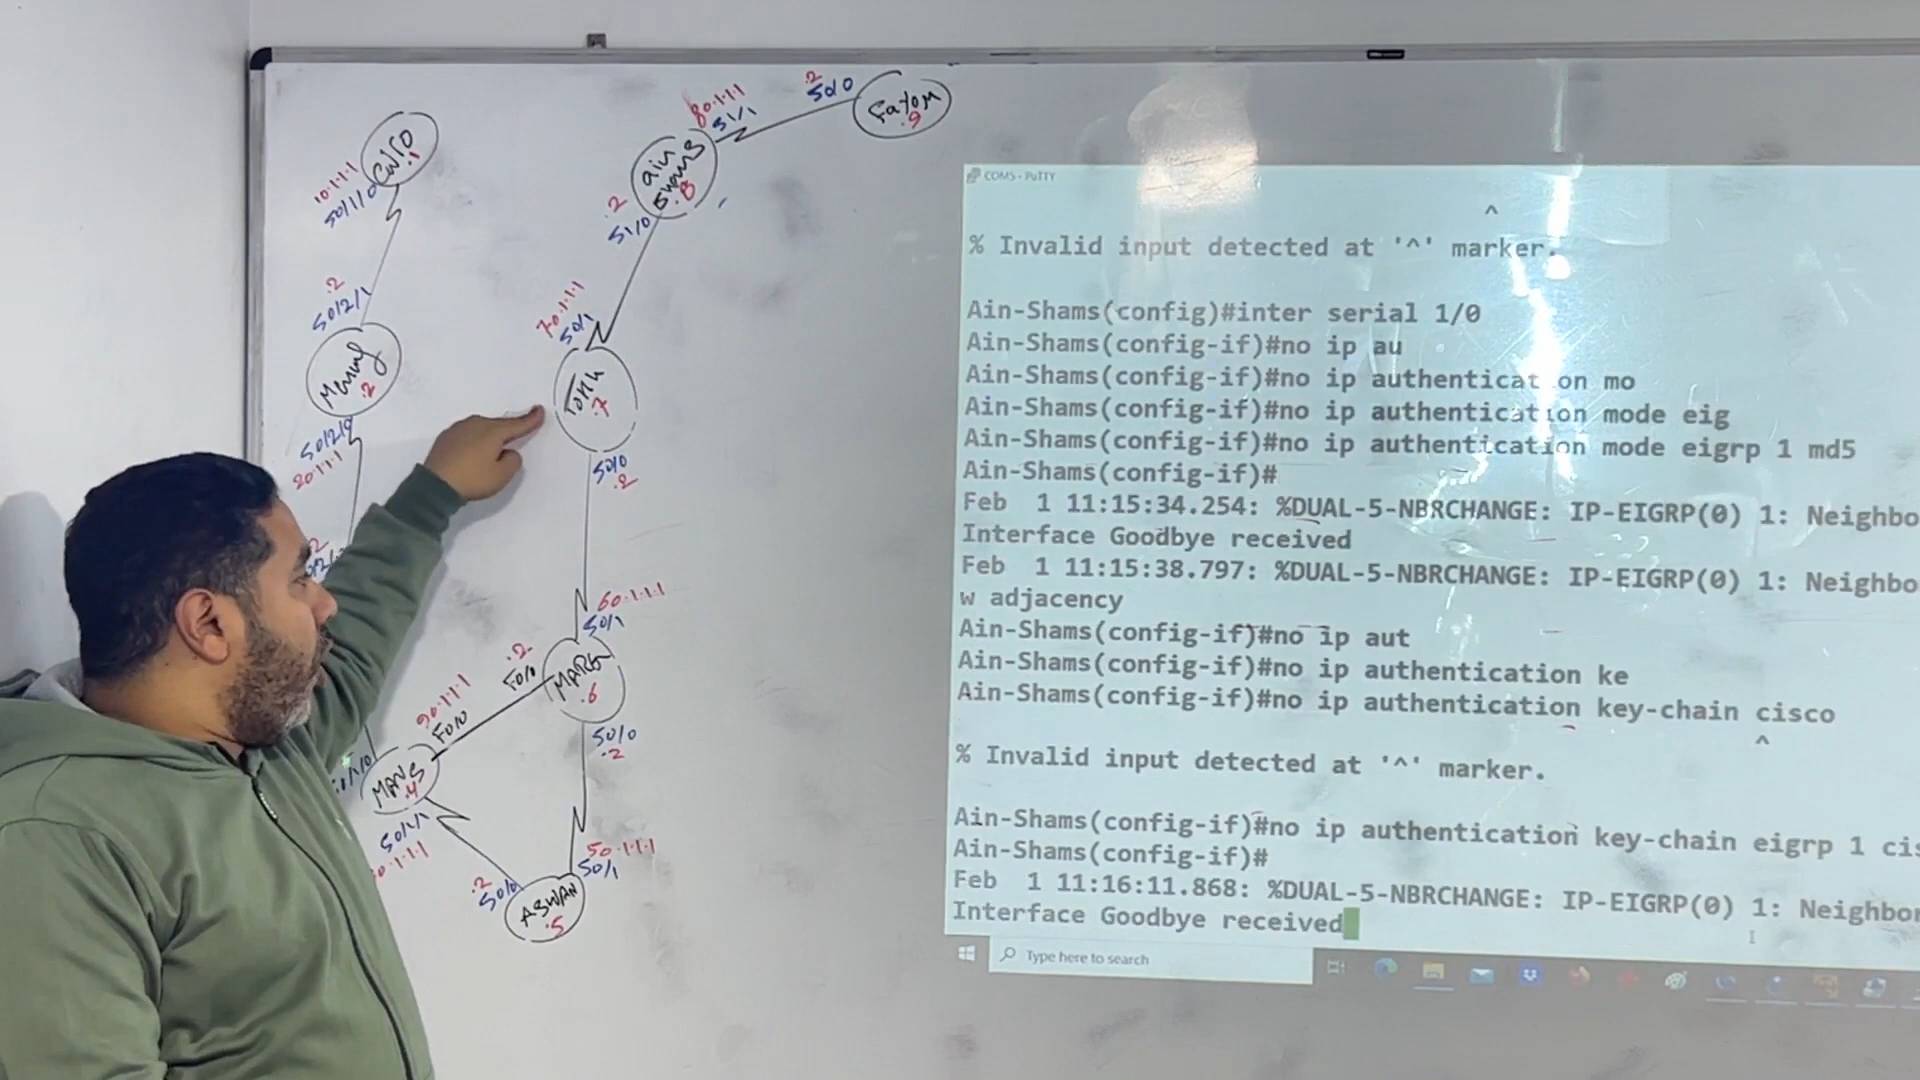 Cairo
.1
10.1.1.1
S0/1/0
.2
S0/2/1
.2
S0/2/0
20.1.1.1
MANS
.4
90.1.1.1
F0/0
.2
F0/0
.2
S0/0
ASWAN
.5
50.1.1.1
S0/1
S0/0
.2
MARG
.6
60.1.1.1
S0/1
S0/0
.2
.7
70.1.1.1
S0/1
.2
S1/0
ain
shams
.8
80.1.1.1
S1/1
.2
S0/0
Fayom
.9
COM5 - PuTTY
^
% Invalid input detected at '^' marker.
Ain-Shams(config)#inter serial 1/0
Ain-Shams(config-if)#no ip au
Ain-Shams(config-if)#no ip authentication mo
Ain-Shams(config-if)#no ip authentication mode eig
Ain-Shams(config-if)#no ip authentication mode eigrp 1 md5
Ain-Shams(config-if)#
Feb 1 11:15:34.254: %DUAL-5-NBRCHANGE: IP-EIGRP(0) 1: Neighbo
Interface Goodbye received
Feb 1 11:15:38.797: %DUAL-5-NBRCHANGE: IP-EIGRP(0) 1: Neighbo
w adjacency
Ain-Shams(config-if)#no ip aut
Ain-Shams(config-if)#no ip authentication ke
Ain-Shams(config-if)#no ip authentication key-chain cisco
^
% Invalid input detected at '^' marker.
Ain-Shams(config-if)#no ip authentication key-chain eigrp 1 cis
Ain-Shams(config-if)#
Feb 1 11:16:11.868: %DUAL-5-NBRCHANGE: IP-EIGRP(0) 1: Neighbor
Interface Goodbye received
Type here to search